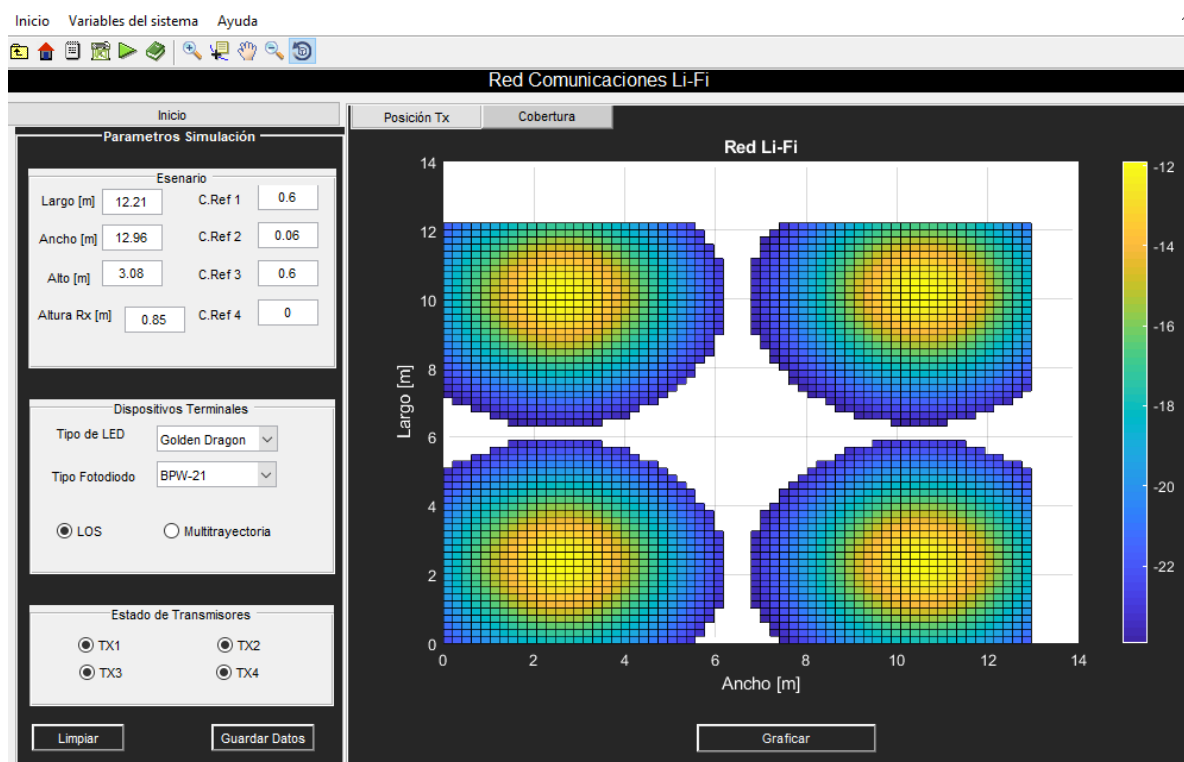 Inicio Variables del sistema Ayuda
Red Comunicaciones Li-Fi
Inicio
Parametros Simulación
Esenario
Largo [m] 12.21 C.Ref 1 0.6
Ancho [m] 12.96 C.Ref 2 0.06
Alto [m] 3.08 C.Ref 3 0.6
Altura Rx [m] 0.85 C.Ref 4 0
Dispositivos Terminales
Tipo de LED Golden Dragon
Tipo Fotodiodo BPW-21
LOS Multitrayectoria
Estado de Transmisores
TX1 TX2
TX3 TX4
Limpiar Guardar Datos
Posición Tx Cobertura
Red Li-Fi
14
12
10
8
6
4
2
0
Largo [m]
0 2 4 6 8 10 12 14
Ancho [m]
-12
-14
-16
-18
-20
-22
Graficar